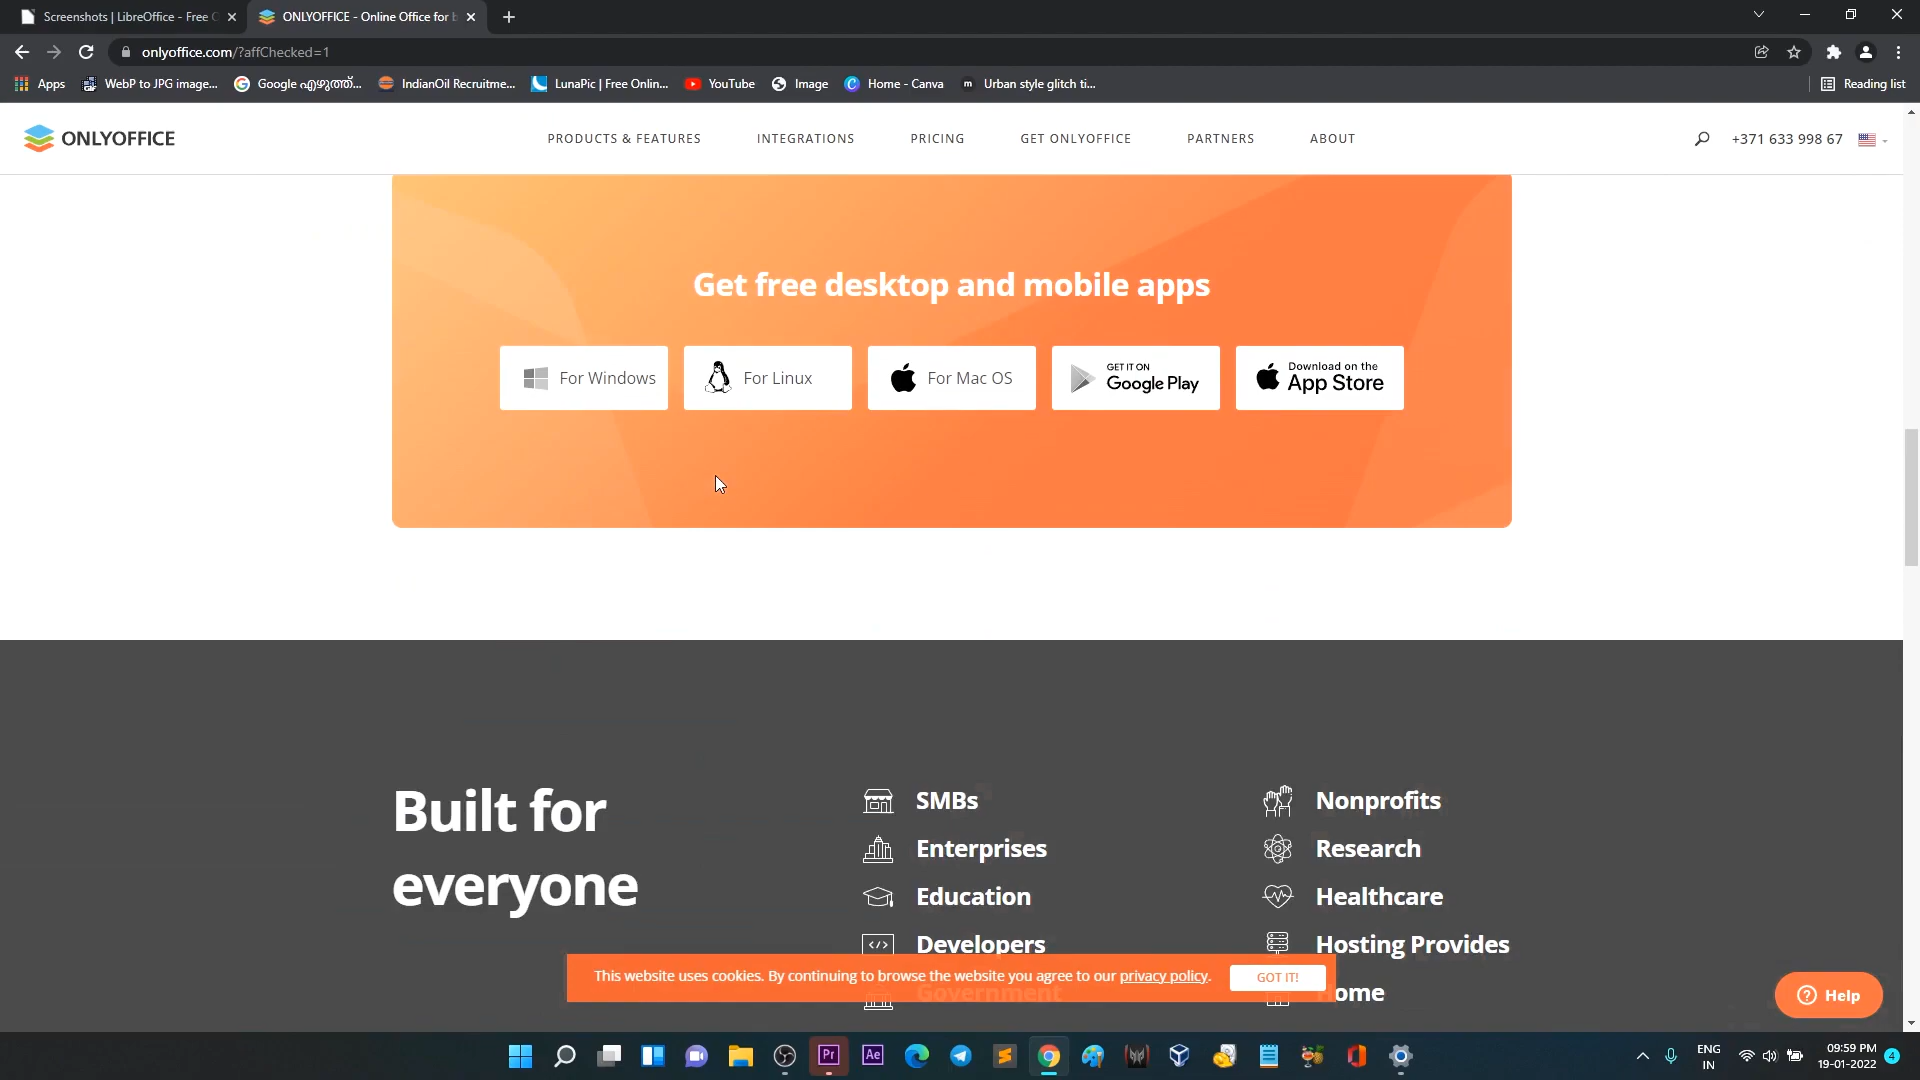 Screenshots | LibreOffice - Free
ONLYOFFICE - Online Office for b
onlyoffice.com/?affChecked=1
Apps
WebP to JPG image...
Google എഴുത്ത്...
IndianOil Recruitme...
LunaPic | Free Onlin...
YouTube
Image
Home - Canva
Urban style glitch ti...
Reading list
ONLYOFFICE
PRODUCTS & FEATURES
INTEGRATIONS
PRICING
GET ONLYOFFICE
PARTNERS
ABOUT
+371 633 998 67
Get free desktop and mobile apps
For Windows
For Linux
For Mac OS
GET IT ON
Google Play
Download on the
App Store
Built for
everyone
SMBs
Enterprises
Education
Developers
Government
Nonprofits
Research
Healthcare
Hosting Provides
Home
This website uses cookies. By continuing to browse the website you agree to our privacy policy.
GOT IT!
Help
Pr
Ae
ENG
IN
09:59 PM
19-01-2022
4